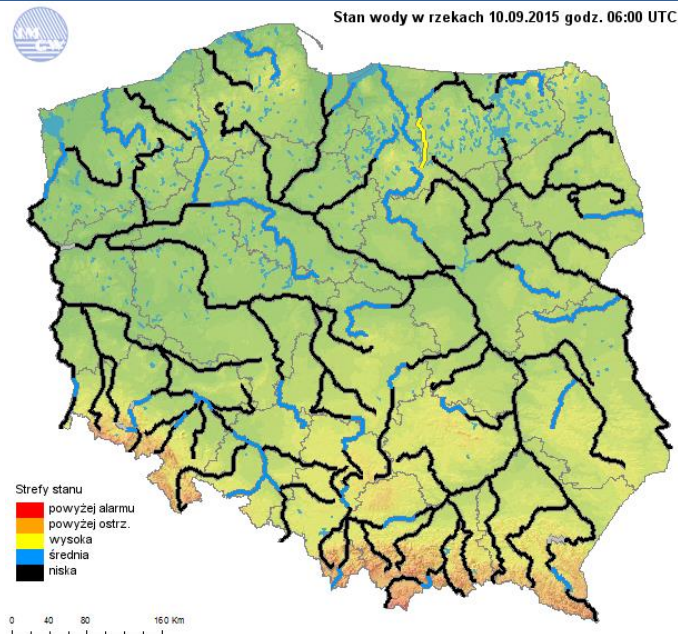 Stan wody w rzekach 10.09.2015 godz. 06:00 UTC
Strefy stanu
powyżej alarmu
powyżej ostrz.
wysoka
średnia
niska
0 40 80 160 Km